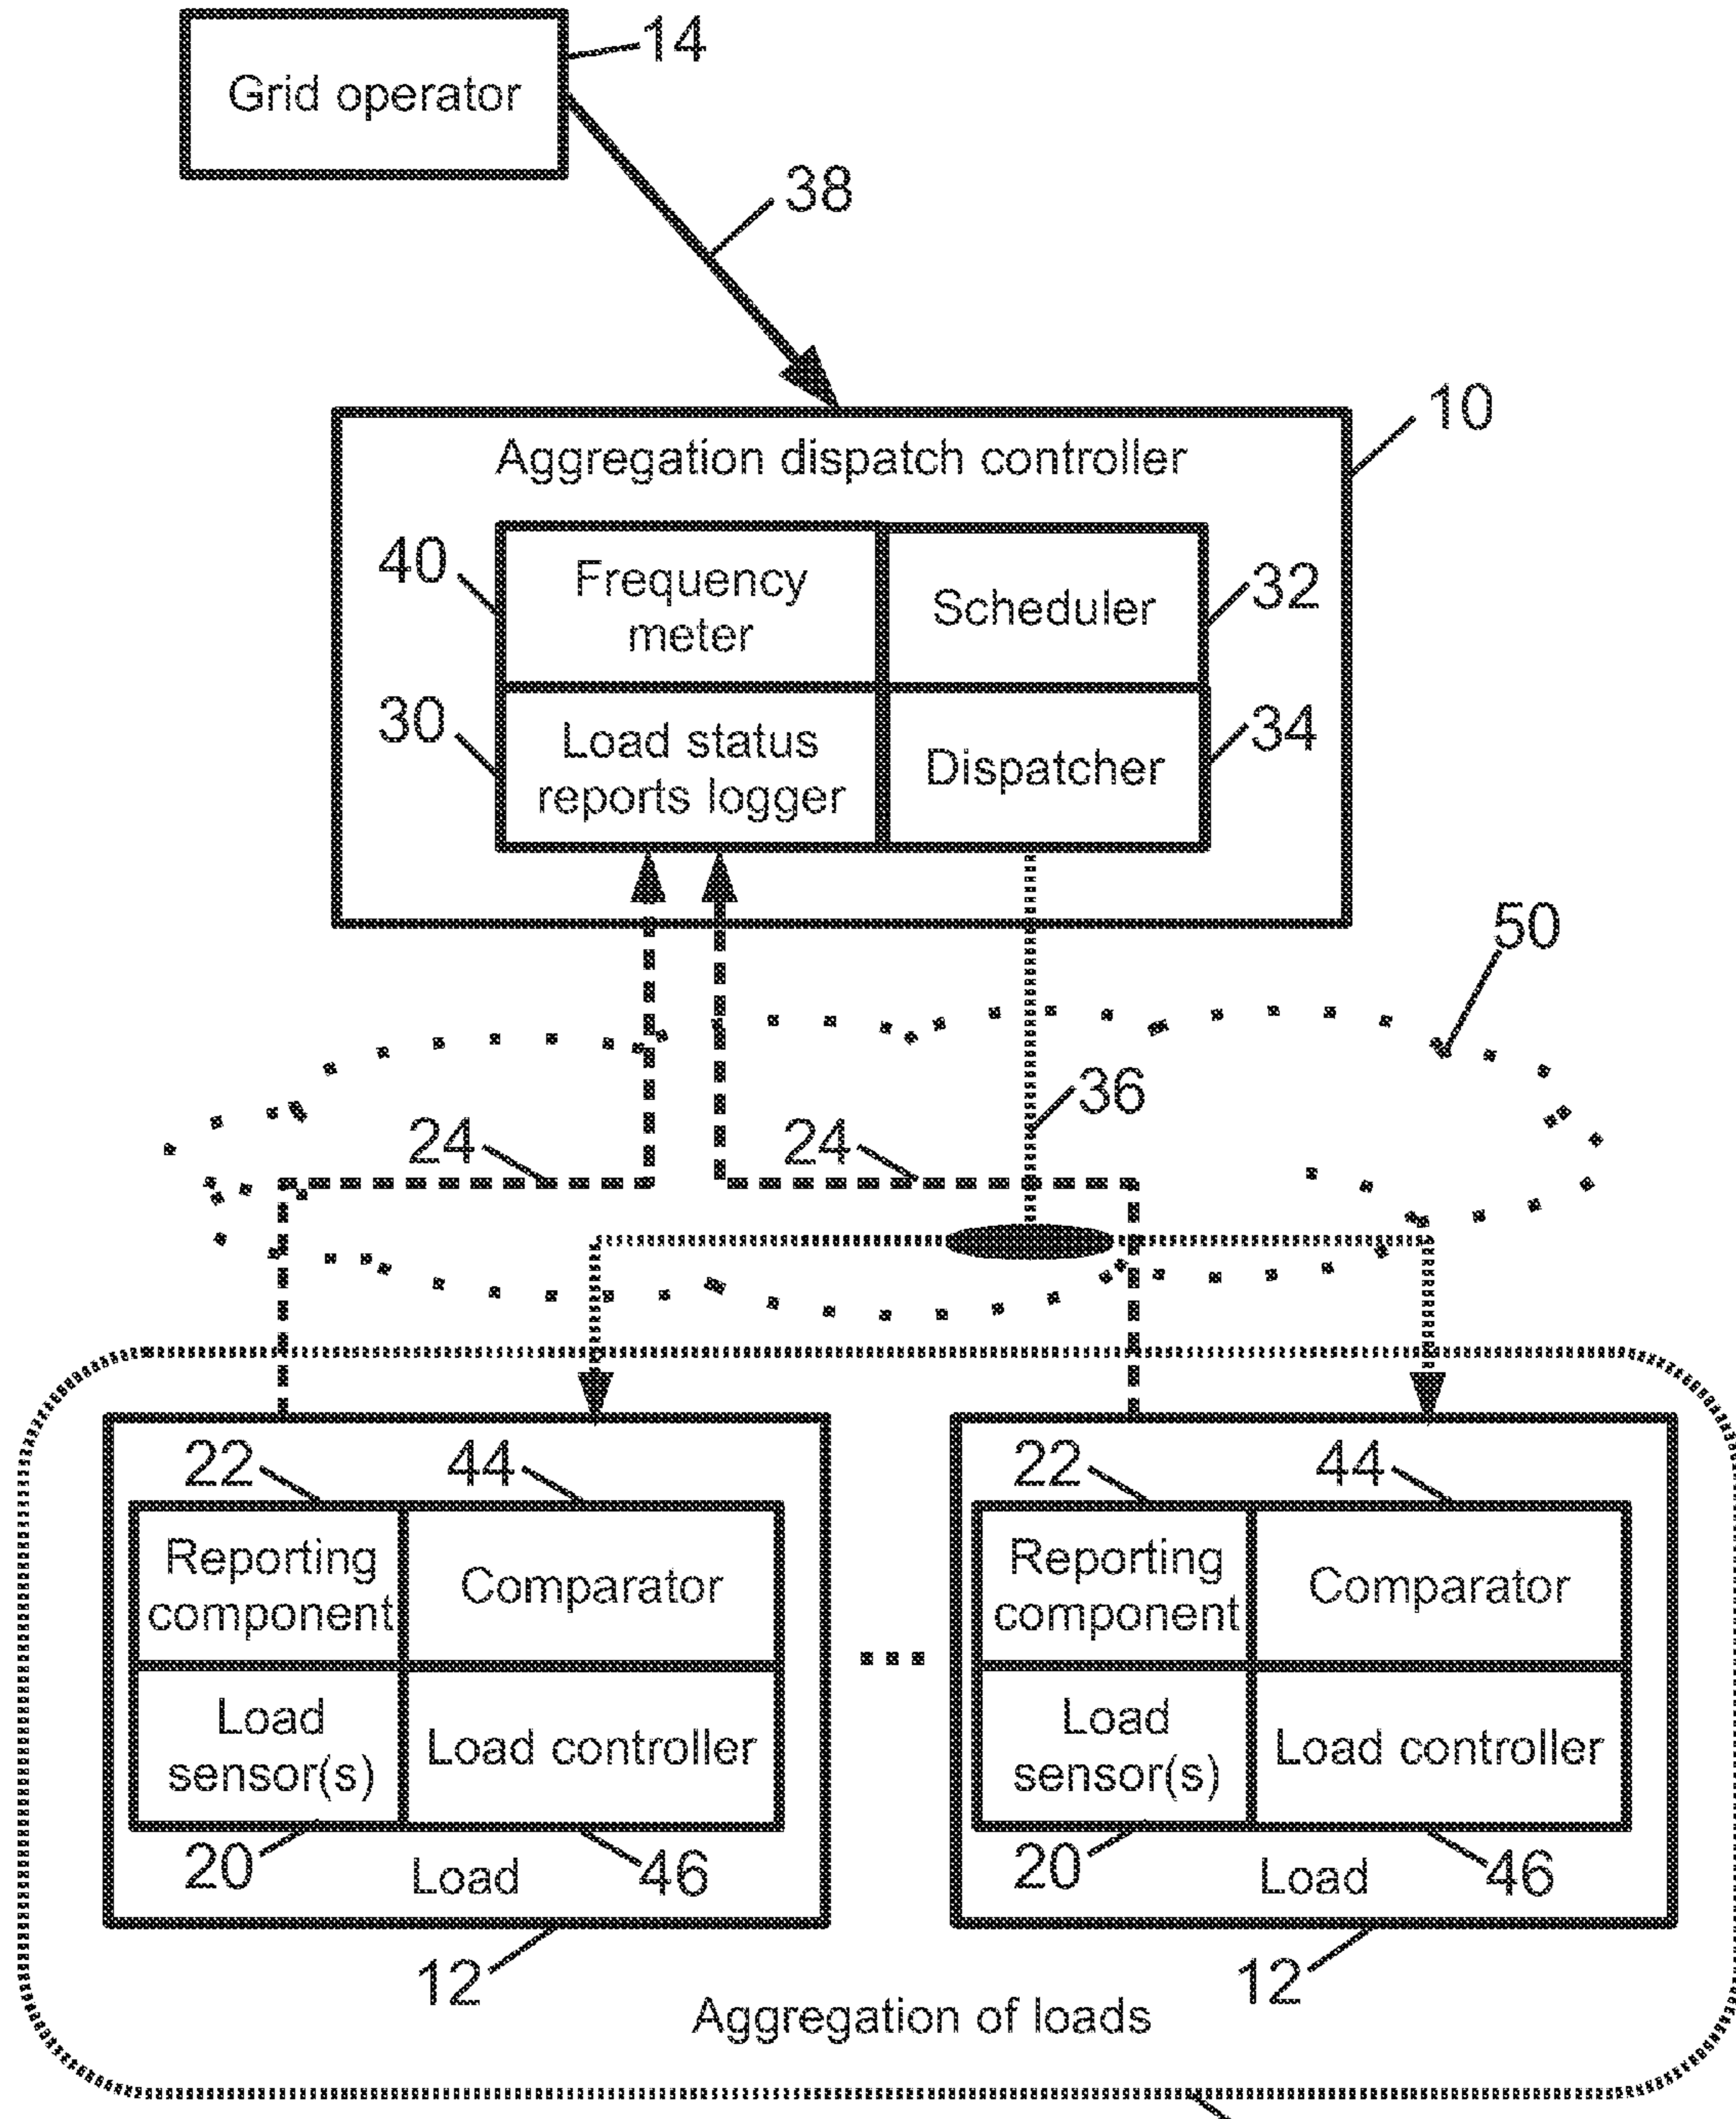 14
Grid operator
38
10
Aggregation dispatch controller
40
Frequency
meter
Scheduler
32
30
Load status
reports logger
Dispatcher
34
50
36
24
24
22
44
22
44
Reporting
component
Comparator
Reporting
component
Comparator
...
Load
sensor(s)
Load controller
Load
sensor(s)
Load controller
20
Load
46
20
Load
46
12
12
Aggregation of loads